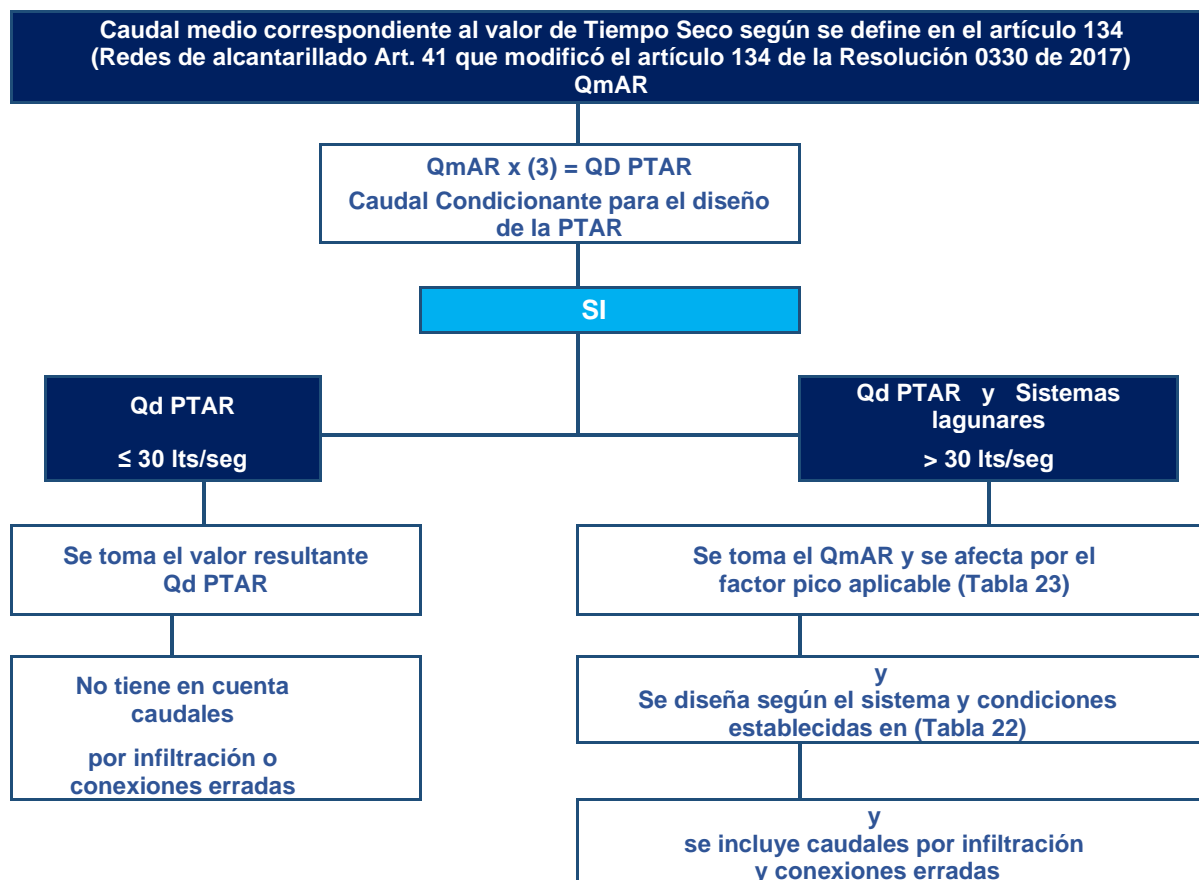 Caudal medio correspondiente al valor de Tiempo Seco según se define en el artículo 134
(Redes de alcantarillado Art. 41 que modificó el artículo 134 de la Resolución 0330 de 2017)
QmAR
QmAR x (3) = QD PTAR
Caudal Condicionante para el diseño
de la PTAR
SI
Qd PTAR
≤ 30 lts/seg
Qd PTAR y Sistemas
lagunares
> 30 lts/seg
Se toma el valor resultante
Qd PTAR
Se toma el QmAR y se afecta por el
factor pico aplicable (Tabla 23)
No tiene en cuenta
caudales
por infiltración o
conexiones erradas
y
Se diseña según el sistema y condiciones
establecidas en (Tabla 22)
y
se incluye caudales por infiltración
y conexiones erradas